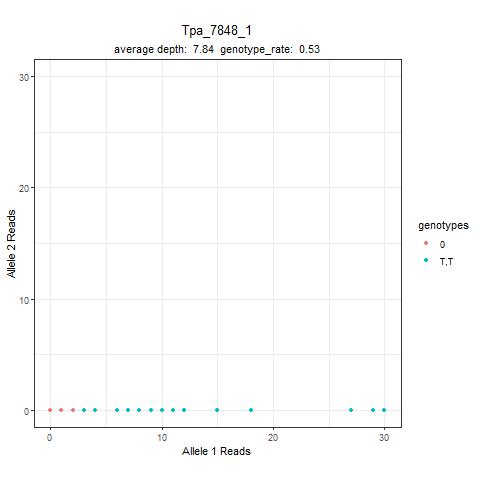 Tpa_7848_1
average depth: 7.84 genotype_rate: 0.53
30
20
10
0
Allele 2 Reads
0 10 20 30
Allele 1 Reads
genotypes
0
T,T